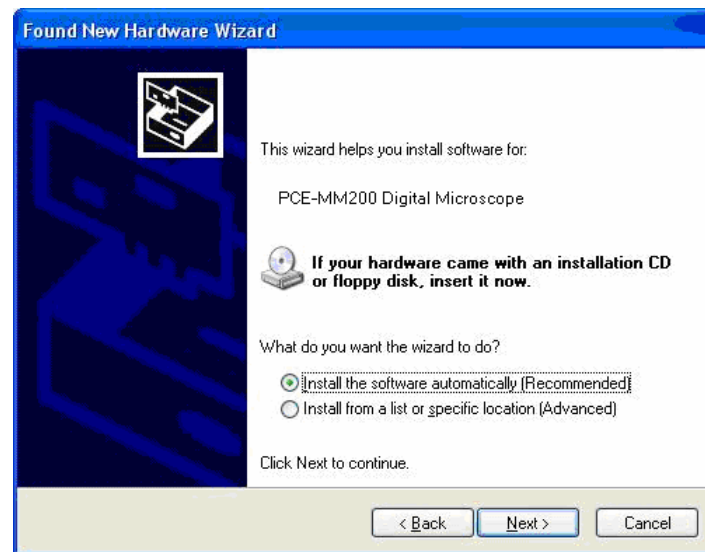 Found New Hardware Wizard
This wizard helps you install software for:
PCE-MM200 Digital Microscope
If your hardware came with an installation CD
or floppy disk, insert it now.
What do you want the wizard to do?
Install the software automatically (Recommended)
Install from a list or specific location (Advanced)
Click Next to continue.
< Back Next > Cancel